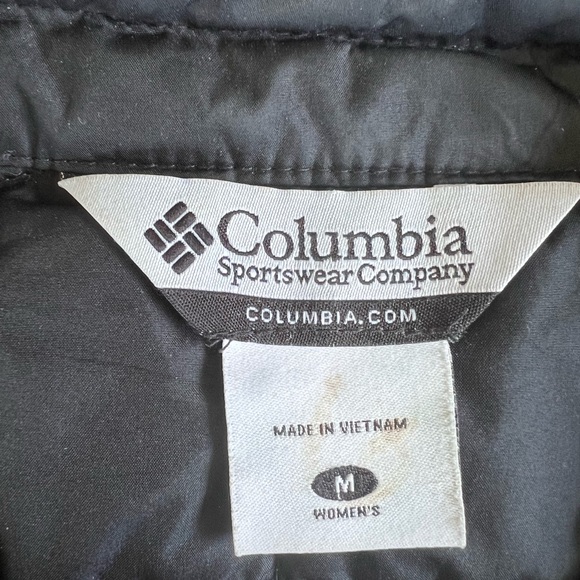 Columbia
Sportswear Company
COLUMBIA.COM
MADE IN VIETNAM
M
WOMEN'S